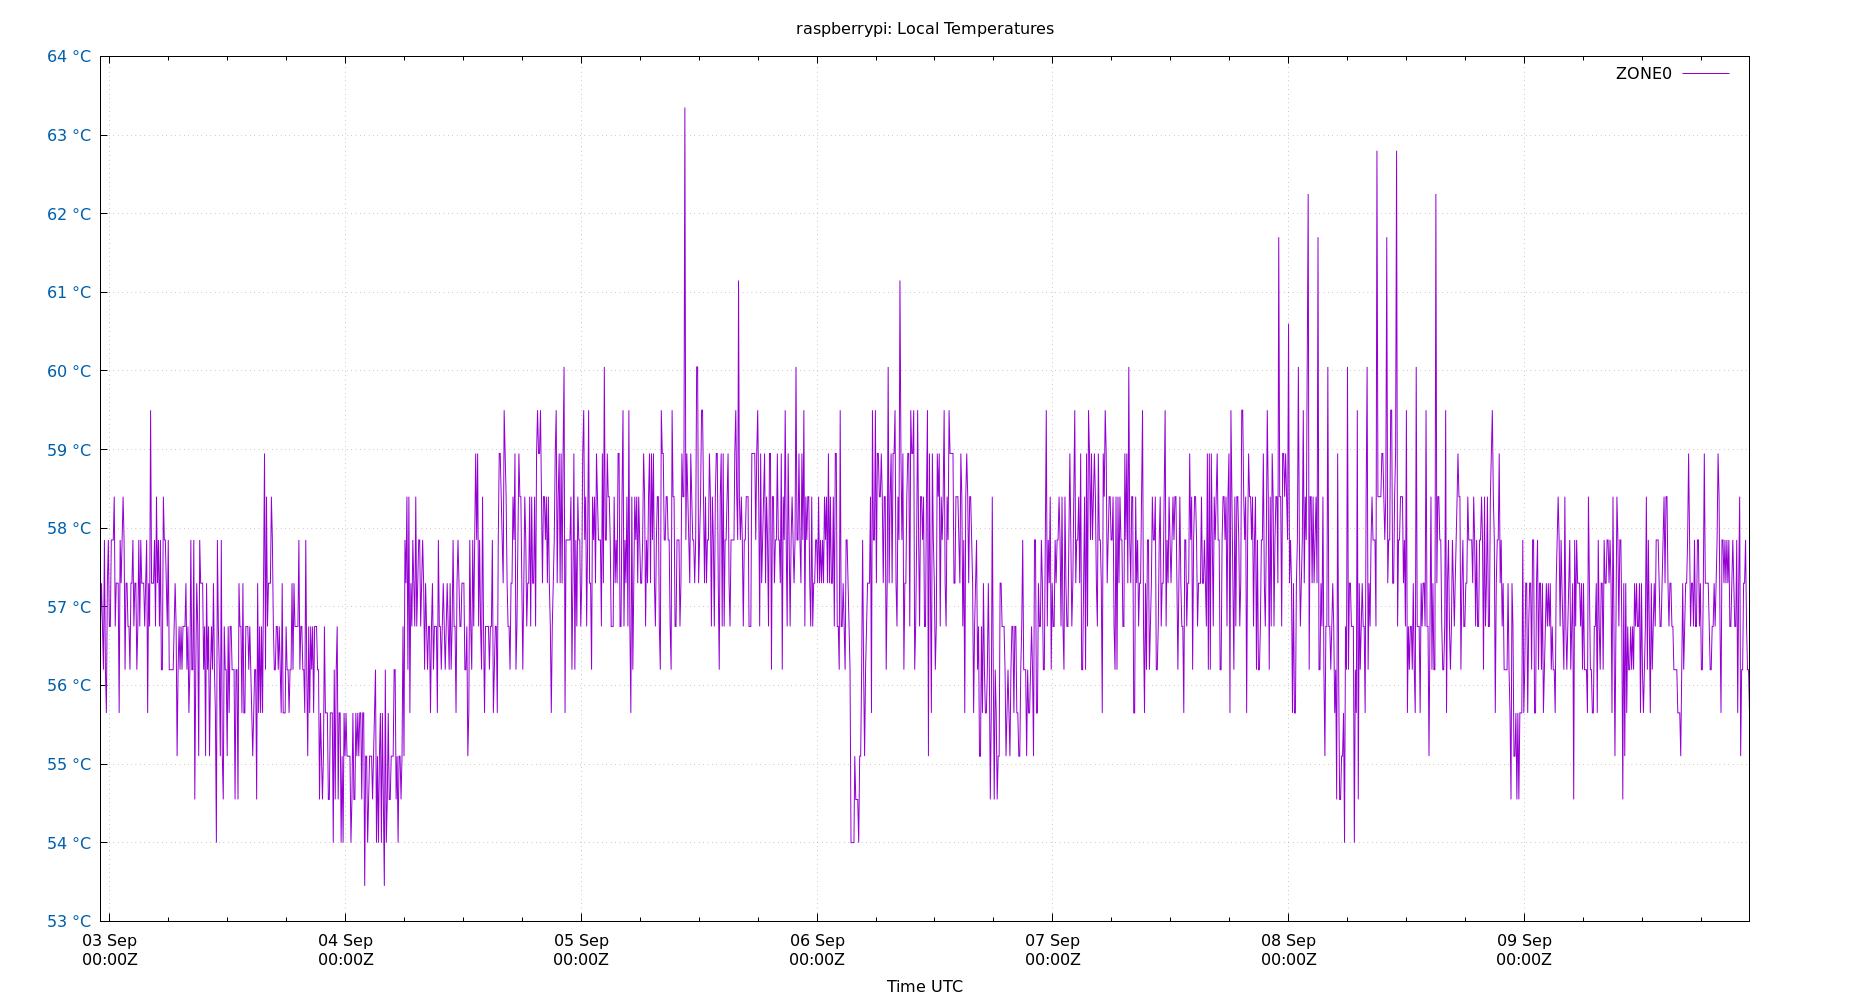 raspberrypi: Local Temperatures
64 °C
ZONE0
63 °C
62 °C
61 °C
60 °C
59 °C
58 °C
57 °C
56 °C
55 °C
54 °C
53 °C
03 Sep 04 Sep 05 Sep 06 Sep 07 Sep 08 Sep 09 Sep
00:00Z 00:00Z 00:00Z 00:00Z 00:00Z 00:00Z 00:00Z
Time UTC